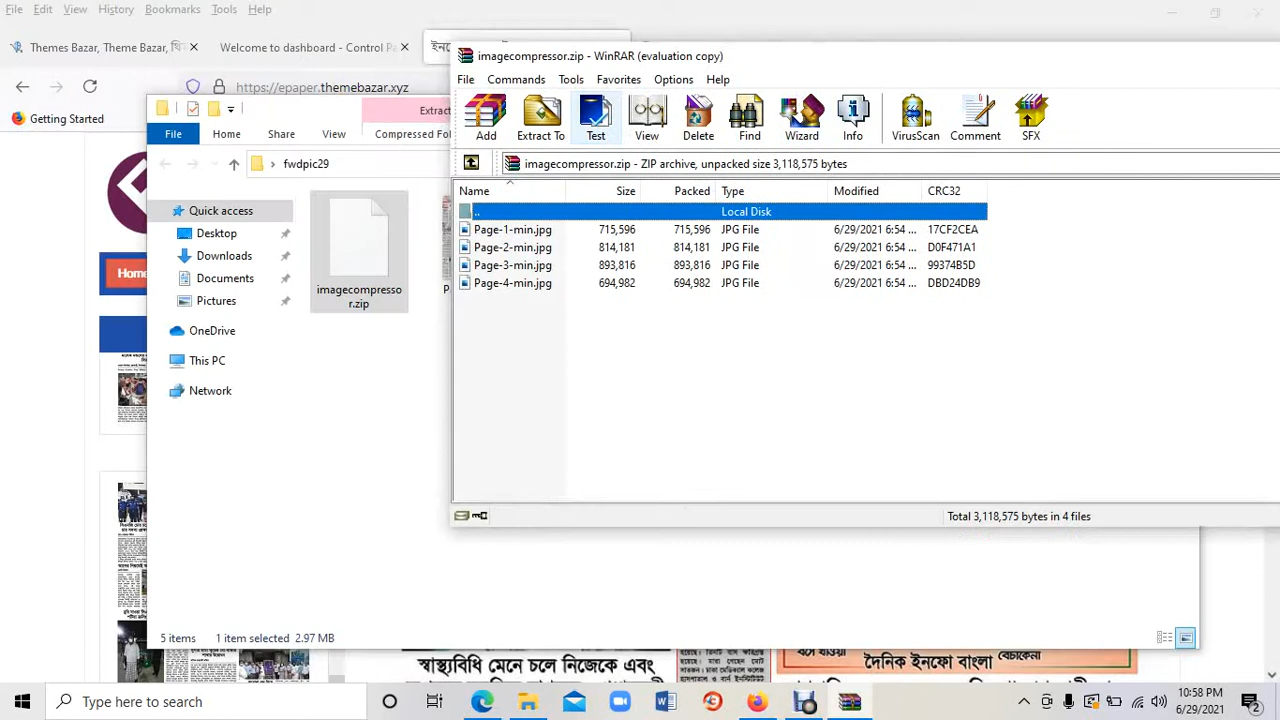 File Edit View History Bookmarks Tools Help
Themes Bazar, Theme Bazar, থি
Welcome to dashboard - Control Pa
https://epaper.themebazar.xyz
Getting Started
Extract
File Home Share View Compressed Fol
fwdpic29
Quick access
Desktop
Downloads
Documents
Pictures
OneDrive
This PC
Network
imagecompresso
r.zip
P
Home
imagecompressor.zip - WinRAR (evaluation copy)
File Commands Tools Favorites Options Help
Add Extract To Test View Delete Find Wizard Info VirusScan Comment SFX
imagecompressor.zip - ZIP archive, unpacked size 3,118,575 bytes
Name Size Packed Type Modified CRC32
.. Local Disk
Page-1-min.jpg 715,596 715,596 JPG File 6/29/2021 6:54 ... 17CF2CEA
Page-2-min.jpg 814,181 814,181 JPG File 6/29/2021 6:54 ... D0F471A1
Page-3-min.jpg 893,816 893,816 JPG File 6/29/2021 6:54 ... 99374B5D
Page-4-min.jpg 694,982 694,982 JPG File 6/29/2021 6:54 ... DBD24DB9
Total 3,118,575 bytes in 4 files
5 items 1 item selected 2.97 MB
স্বাস্থ্যবিধি মেনে চলে নিজেকে এবং
দৈনিক ইনফো বাংলা
Type here to search
10:58 PM
6/29/2021
2